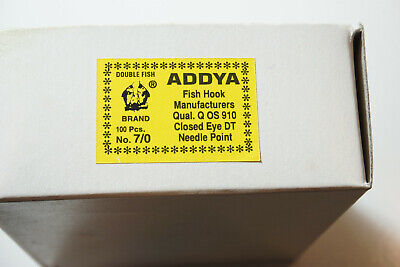 DOUBLE FISH
®
BRAND
100 Pcs.
No. 7/0
ADDYA
Fish Hook
Manufacturers
Qual. Q OS 910
Closed Eye DT
Needle Point